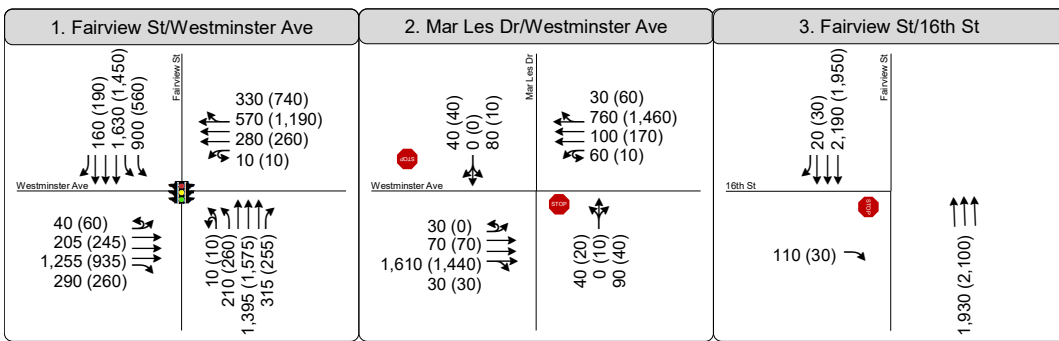 1. Fairview St/Westminster Ave
2. Mar Les Dr/Westminster Ave
3. Fairview St/16th St
160 (190)
1,630 (1,450)
900 (560)
Fairview St
330 (740)
570 (1,190)
280 (260)
10 (10)
Westminster Ave
40 (60)
205 (245)
1,255 (935)
290 (260)
10 (10)
210 (260)
1,395 (1,575)
315 (255)
40 (40)
0 (0)
80 (10)
Mar Les Dr
30 (60)
760 (1,460)
100 (170)
60 (10)
STOP
Westminster Ave
STOP
30 (0)
70 (70)
1,610 (1,440)
30 (30)
40 (20)
0 (10)
90 (40)
20 (30)
2,190 (1,950)
Fairview St
16th St
STOP
110 (30)
1,930 (2,100)